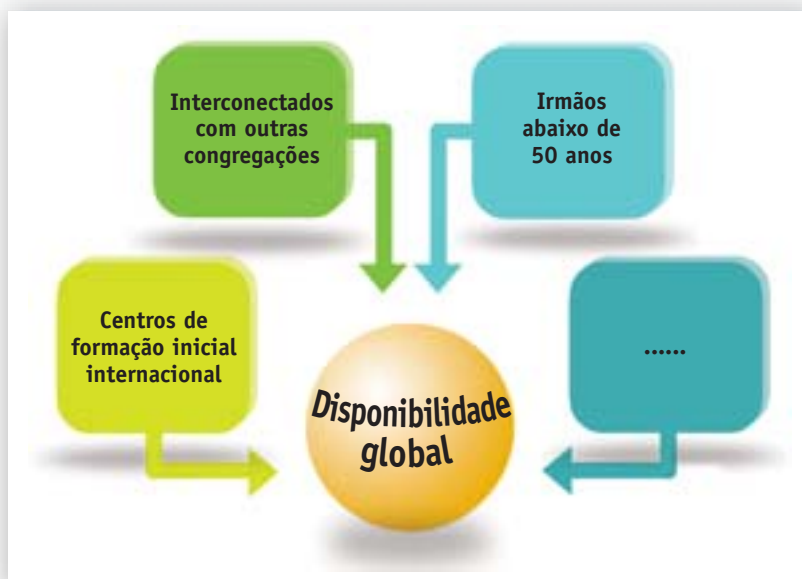 Interconectados
com outras
congregações
Irmãos
abaixo de
50 anos
Centros de
formação inicial
internacional
......
Disponibilidade
global